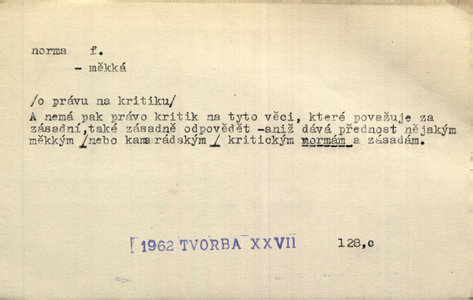 norma f.
- měkká
/o právu na kritiku/
A nemá pak právo kritik na tyto věci, které považuje za
zásadní,také zásadně odpovědět -aniž dává přednost nějakým
měkkým /nebo kamarádským / kritickým normám a zásadám.
[1962 TVORBA XXVII 128,c